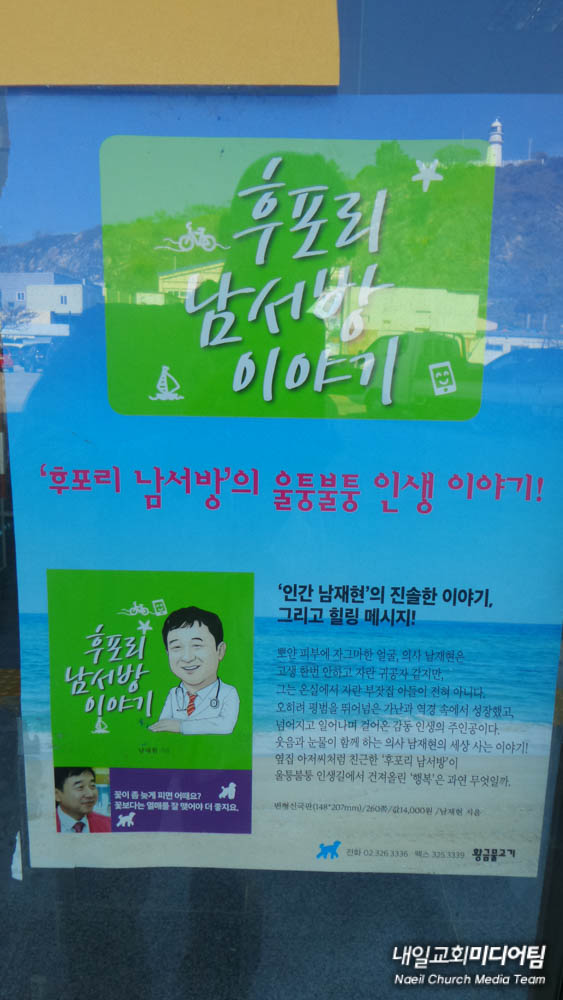 후포리
남서방
이야기
'후포리 남서방'의 울퉁불퉁 인생 이야기!
후포리
남서방
이야기
남재현 지음
꽃이 좀 늦게 피면 어때요?
꽃보다는 열매를 잘 맺어야 더 좋지요.
'인간 남재현'의 진솔한 이야기,
그리고 힐링 메시지!
뽀얀 피부에 자그마한 얼굴, 의사 남재현은
고생 한번 안하고 자란 귀공자 같지만,
그는 온실에서 자란 부잣집 아들이 전혀 아니다.
오히려 평범을 뛰어넘은 가난과 역경 속에서 성장했고,
넘어지고 일어나며 걸어온 감동 인생의 주인공이다.
웃음과 눈물이 함께 하는 의사 남재현의 세상 사는 이야기!
옆집 아저씨처럼 친근한 '후포리 남서방'이
울퉁불퉁 인생길에서 건져올린 '행복'은 과연 무엇일까.
변형신국판(148*207mm)/260쪽/값14,000원 /남재현 지음
전화 02.326.3336 팩스 325.3339 황금물고기
내일교회미디어팀
Naeil Church Media Team